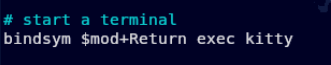 # start a terminal
bindsym $mod+Return exec kitty